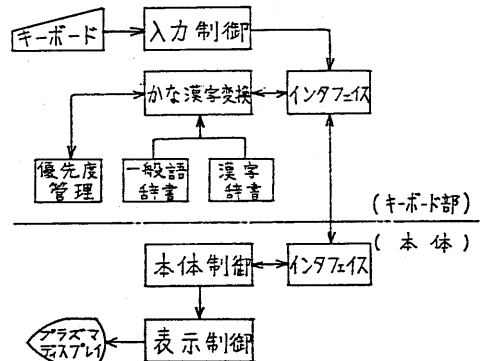 キーボード
入力制御
かな漢字変換
インタフェイス
優先度
管理
一般語
辞書
漢字
辞書
(キーボード部)
(本体)
本体制御
インタフェイス
プラズマ
ディスプレイ
表示制御